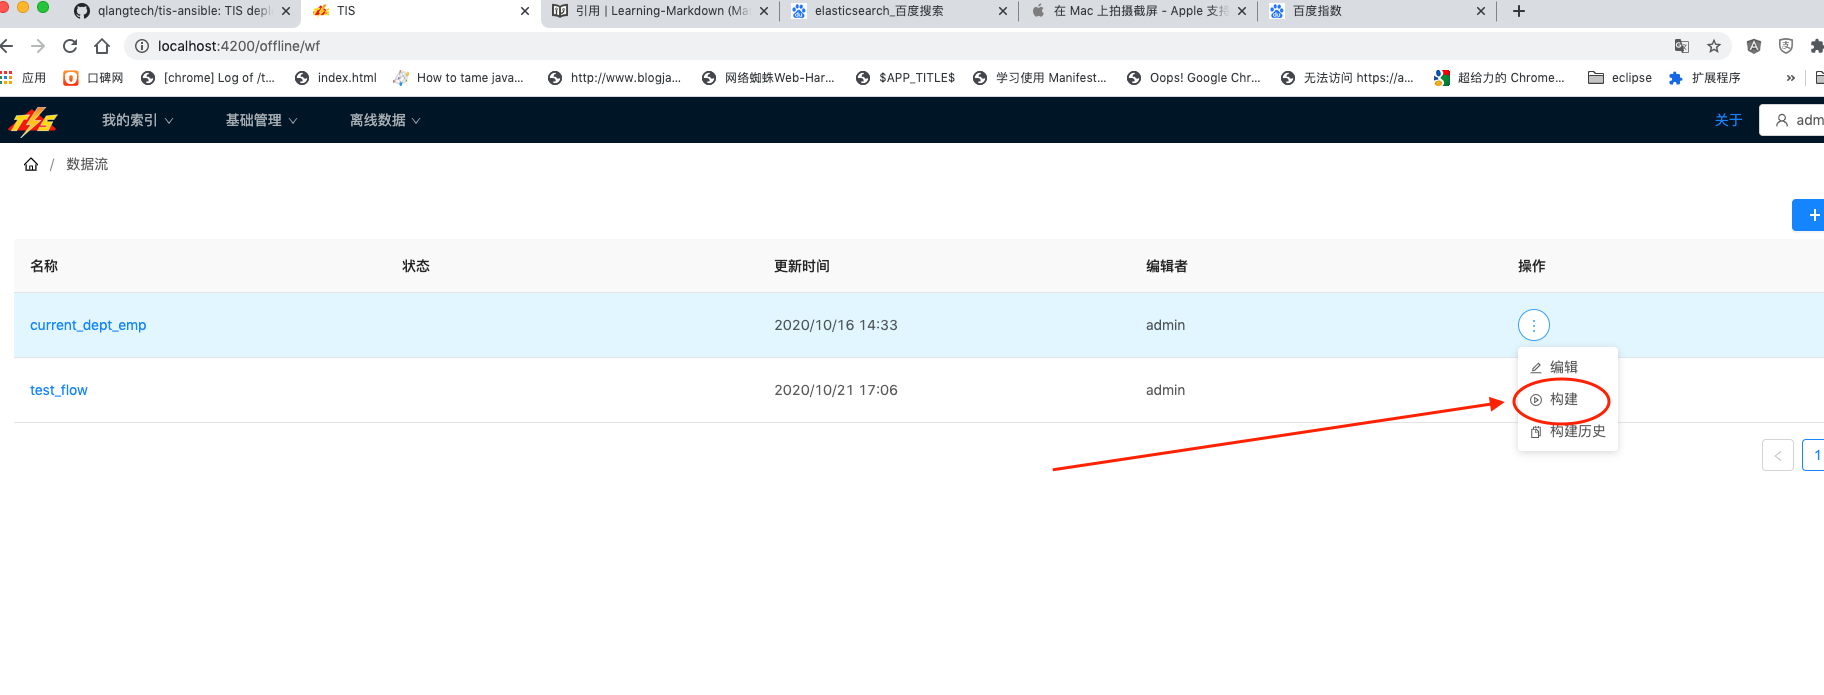 qlangtech/tis-ansible: TIS depl
TIS
引用 | Learning-Markdown (Ma
elasticsearch_百度搜索
在 Mac 上拍摄截屏 - Apple 支持
百度指数
localhost:4200/offline/wf
应用
口碑网
[chrome] Log of /t...
index.html
How to tame java...
http://www.blogja...
网络蜘蛛Web-Har...
$APP_TITLE$
学习使用 Manifest...
Oops! Google Chr...
无法访问 https://a...
超给力的 Chrome...
eclipse
扩展程序
»
TIS
我的索引
基础管理
离线数据
关于
adm
/ 数据流
+
名称 状态 更新时间 编辑者 操作
current_dept_emp 2020/10/16 14:33 admin
编辑
test_flow 2020/10/21 17:06 admin
构建
构建历史
< 1